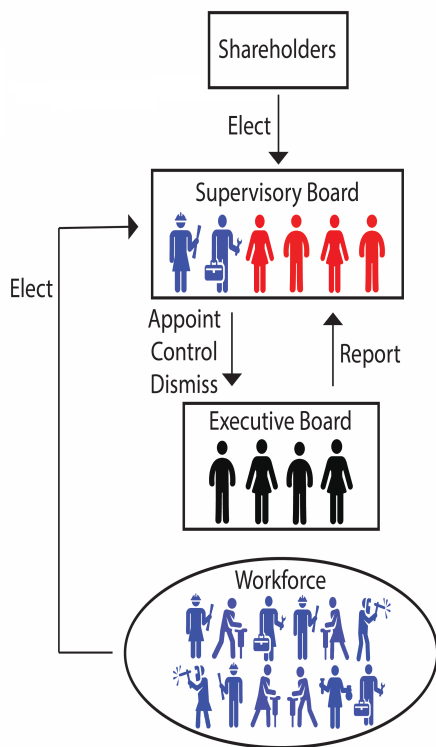 Shareholders
Elect
Supervisory Board
Elect
Appoint
Control
Dismiss
Report
Executive Board
Workforce